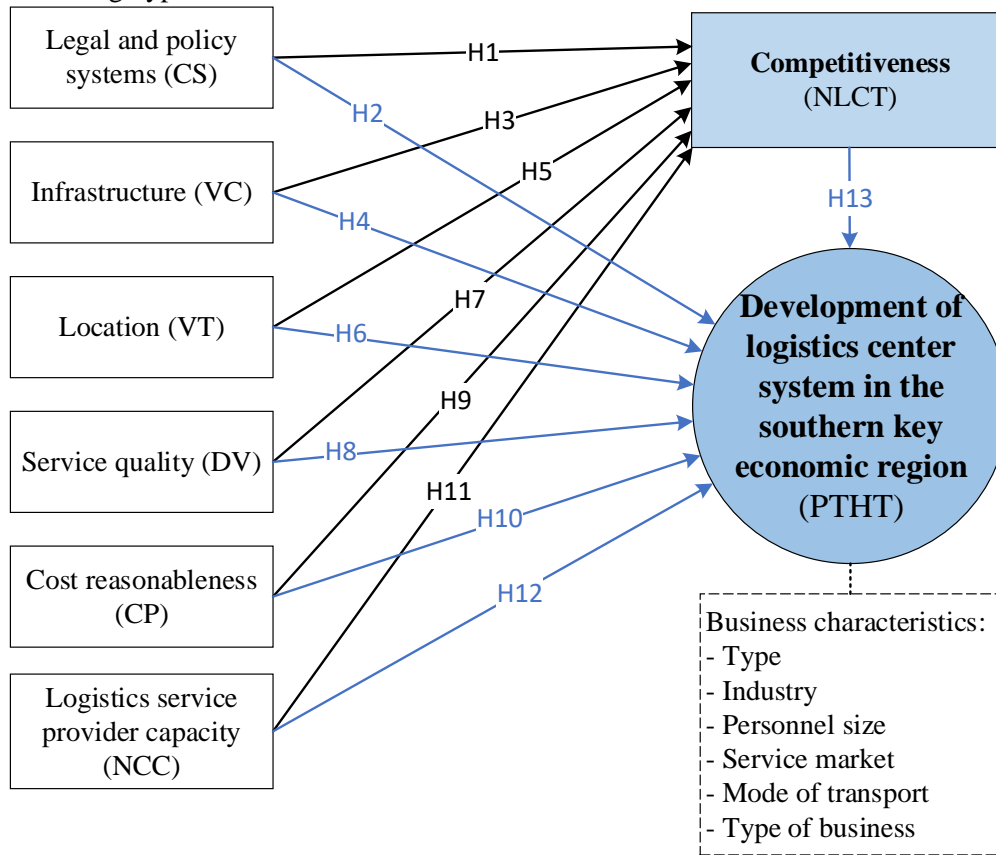 Legal and policy
systems (CS)
Infrastructure (VC)
Location (VT)
Service quality (DV)
Cost reasonableness
(CP)
Logistics service
provider capacity
(NCC)
H1
H2
H3
H4
H5
H6
H7
H8
H9
H10
H11
H12
Competitiveness
(NLCT)
H13
Development of
logistics center
system in the
southern key
economic region
(PTHT)
Business characteristics:
- Type
- Industry
- Personnel size
- Service market
- Mode of transport
- Type of business